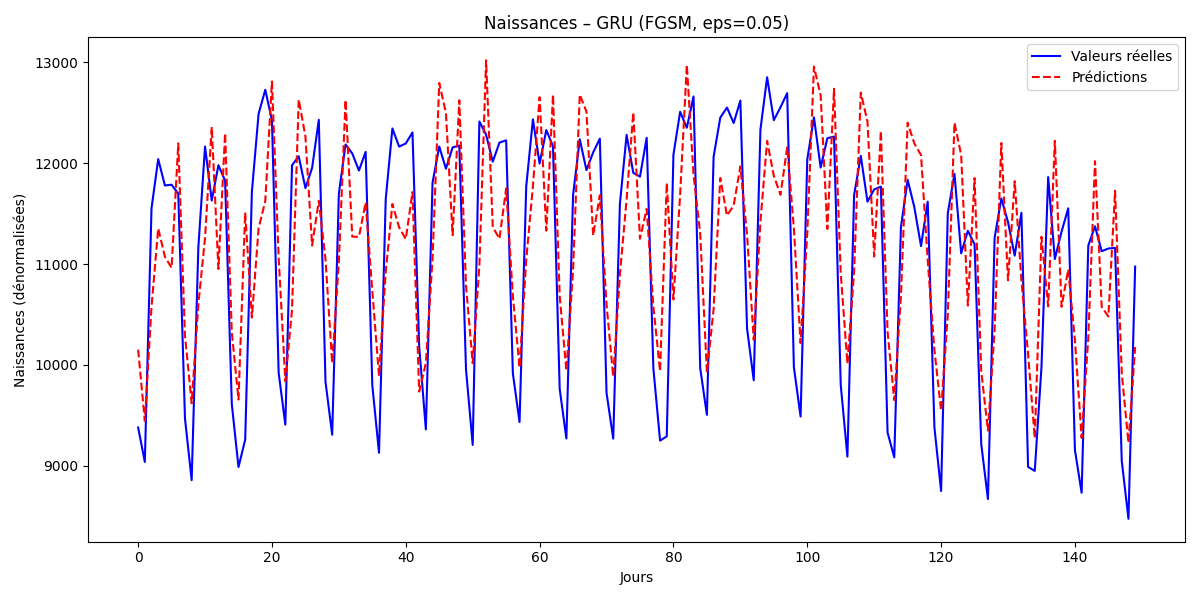 Naissances – GRU (FGSM, eps=0.05)
Valeurs réelles
Prédictions
Naissances (dénormalisées)
13000
12000
11000
10000
9000
0 20 40 60 80 100 120 140
Jours